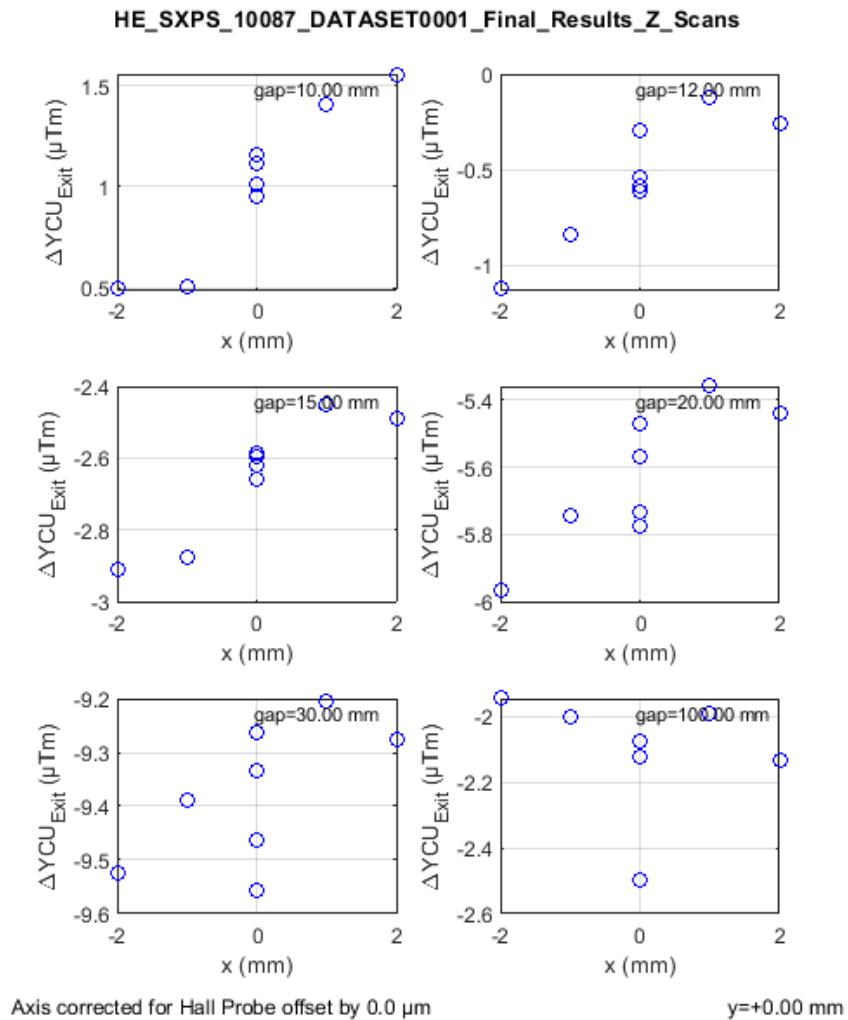 HE_SXPS_10087_DATASET0001_Final_Results_Z_Scans
gap=10.00 mm
ΔYCU_Exit (µTm)
1.5
1
0.5
-2 0 2
x (mm)
gap=12.00 mm
ΔYCU_Exit (µTm)
0
-0.5
-1
-2 0 2
x (mm)
gap=15.00 mm
ΔYCU_Exit (µTm)
-2.4
-2.6
-2.8
-3
-2 0 2
x (mm)
gap=20.00 mm
ΔYCU_Exit (µTm)
-5.4
-5.6
-5.8
-6
-2 0 2
x (mm)
gap=30.00 mm
ΔYCU_Exit (µTm)
-9.2
-9.3
-9.4
-9.5
-9.6
-2 0 2
x (mm)
gap=100.00 mm
ΔYCU_Exit (µTm)
-2
-2.2
-2.4
-2.6
-2 0 2
x (mm)
Axis corrected for Hall Probe offset by 0.0 µm
y=+0.00 mm